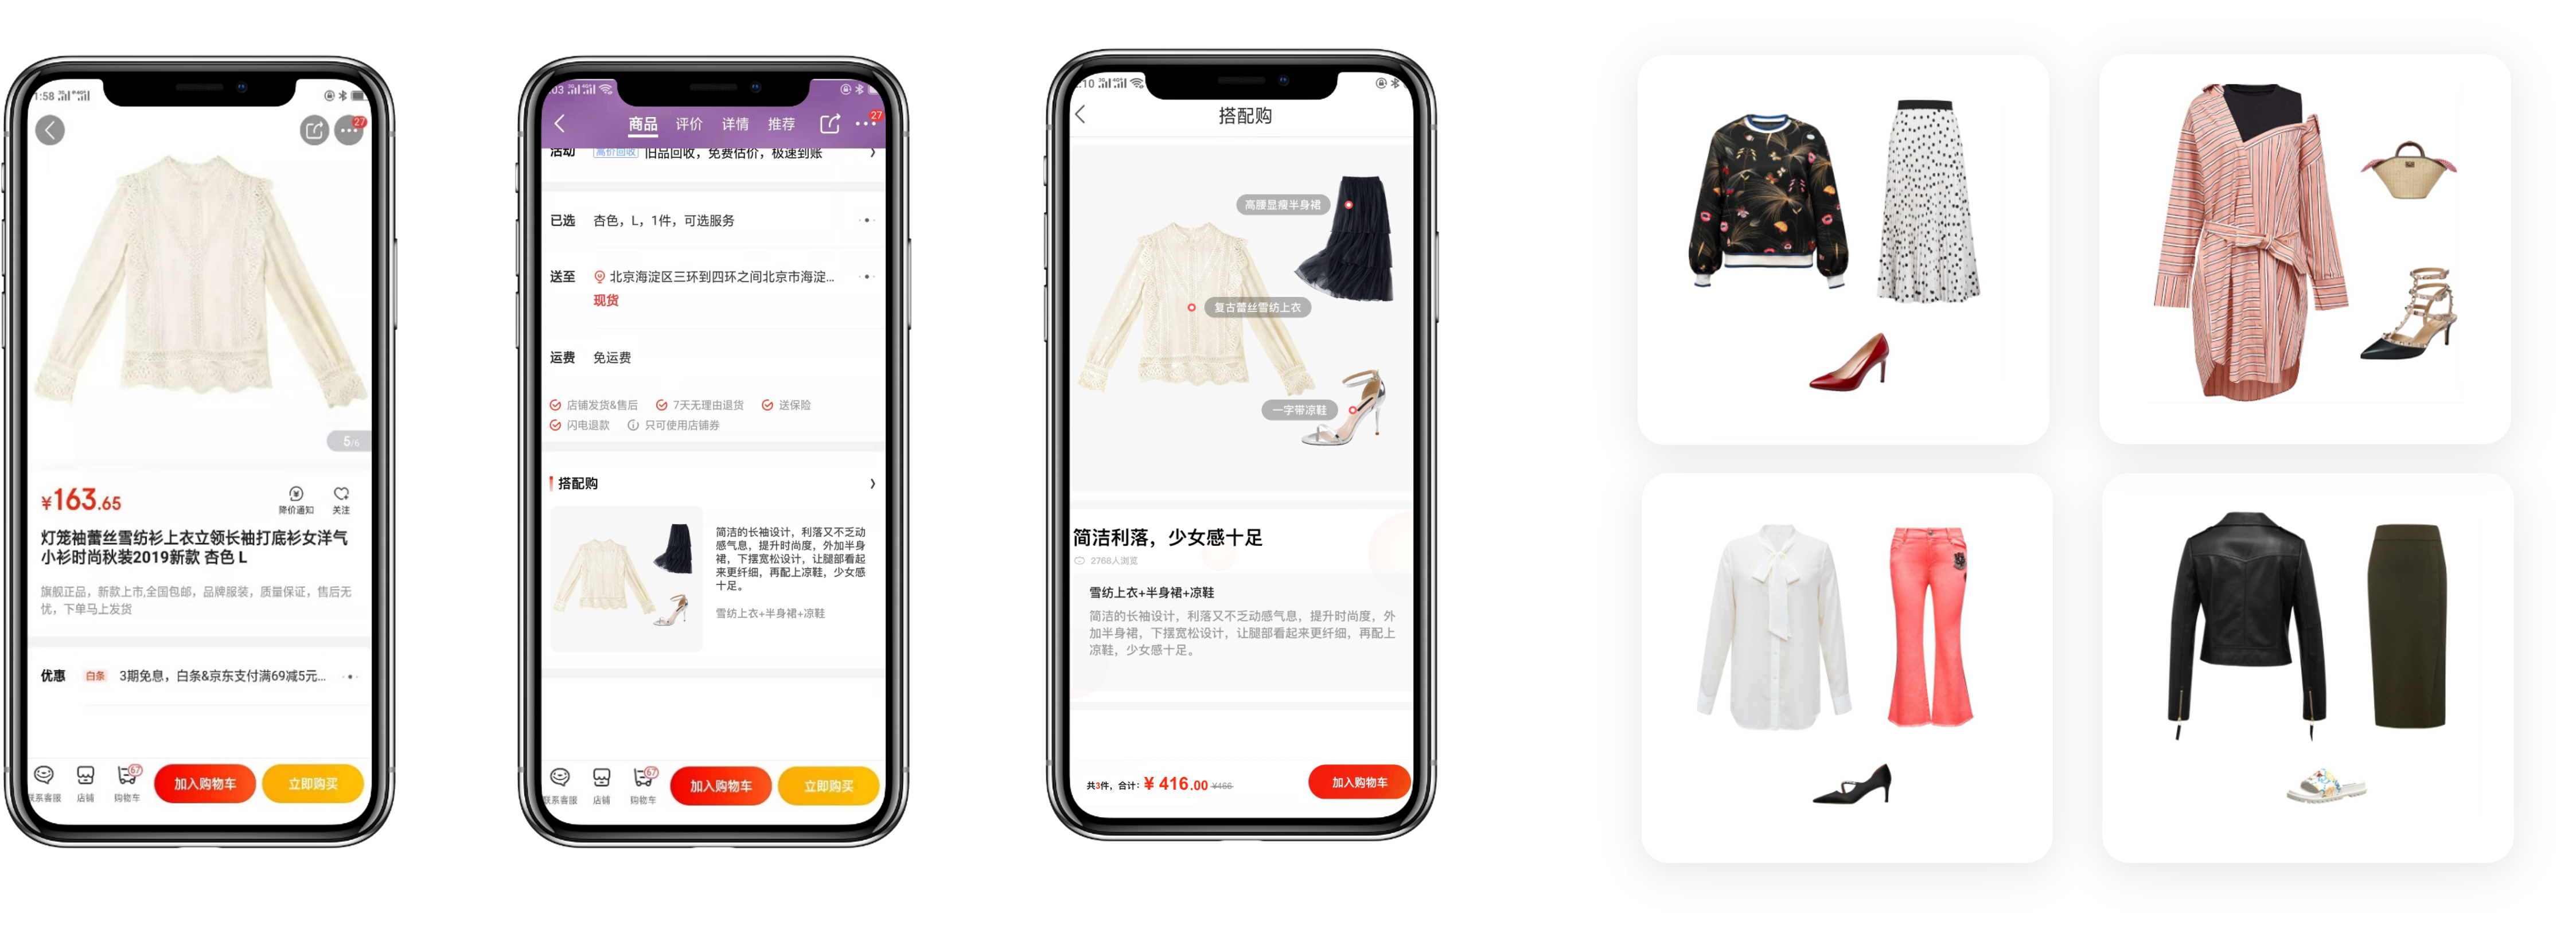 1:58
27
5/6
¥163.65
降价通知
关注
灯笼袖蕾丝雪纺衫上衣立领长袖打底衫女洋气
小衫时尚秋装2019新款 杏色 L
旗舰正品，新款上市,全国包邮，品牌服装，质量保证，售后无
忧，下单马上发货
优惠 白条 3期免息，白条&京东支付满69减5元...
联系客服 店铺 购物车 67 加入购物车 立即购买
:03
商品 评价 详情 推荐 27
活动 高价回收 旧品回收，免费估价，极速到账
已选 杏色，L，1件，可选服务
送至 北京海淀区三环到四环之间北京市海淀...
现货
运费 免运费
店铺发货&售后 7天无理由退货 送保险
闪电退款 只可使用店铺券
搭配购
简洁的长袖设计，利落又不乏动
感气息，提升时尚度，外加半身
裙，下摆宽松设计，让腿部看起
来更纤细，再配上凉鞋，少女感
十足。
雪纺上衣+半身裙+凉鞋
联系客服 店铺 购物车 67 加入购物车 立即购买
:10
搭配购
高腰显瘦半身裙
复古蕾丝雪纺上衣
一字带凉鞋
简洁利落，少女感十足
2768人浏览
雪纺上衣+半身裙+凉鞋
简洁的长袖设计，利落又不乏动感气息，提升时尚度，外
加半身裙，下摆宽松设计，让腿部看起来更纤细，再配上
凉鞋，少女感十足。
共3件，合计：¥ 416.00 ¥466 加入购物车